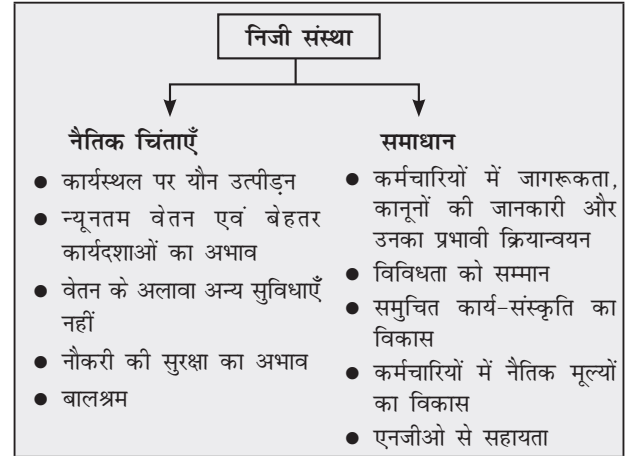 निजी संस्था
नैतिक चिंताएँ
● कार्यस्थल पर यौन उत्पीड़न
● न्यूनतम वेतन एवं बेहतर
कार्यदशाओं का अभाव
● वेतन के अलावा अन्य सुविधाएँ
नहीं
● नौकरी की सुरक्षा का अभाव
● बालश्रम
समाधान
● कर्मचारियों में जागरूकता,
कानूनों की जानकारी और
उनका प्रभावी क्रियान्वयन
● विविधता को सम्मान
● समुचित कार्य-संस्कृति का
विकास
● कर्मचारियों में नैतिक मूल्यों
का विकास
● एनजीओ से सहायता